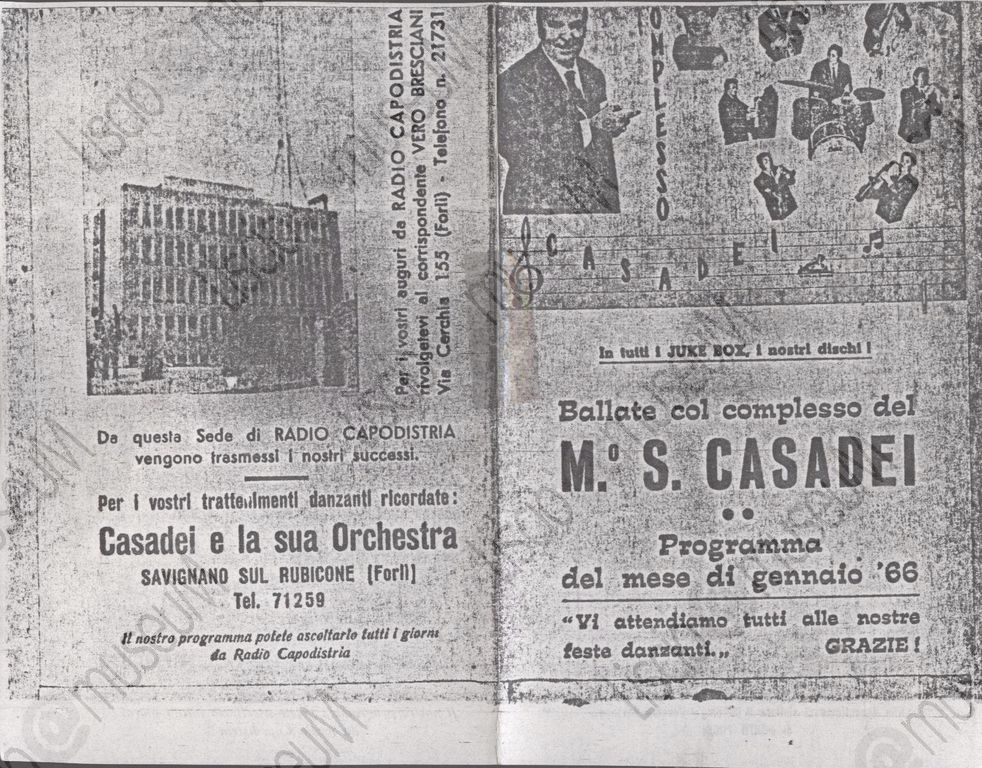 Per i vostri auguri da RADIO CAPODISTRIA
rivolgetevi al corrispondente VERO BRESCIANI
Via Cerchia 155 (Forlì) - Telefono n. 21731
Da questa Sede di RADIO CAPODISTRIA
vengono trasmessi i nostri successi.
Per i vostri trattenimenti danzanti ricordate:
Casadei e la sua Orchestra
SAVIGNANO SUL RUBICONE (Forlì)
Tel. 71259
Il nostro programma potete ascoltarlo tutti i giorni
da Radio Capodistria
CASADEI
In tutti i JUKE BOX, i nostri dischi!
Ballate col complesso del
M.º S. CASADEI
Programma
del mese di gennaio '66
“Vi attendiamo tutti alle nostre
feste danzanti.„ GRAZIE!